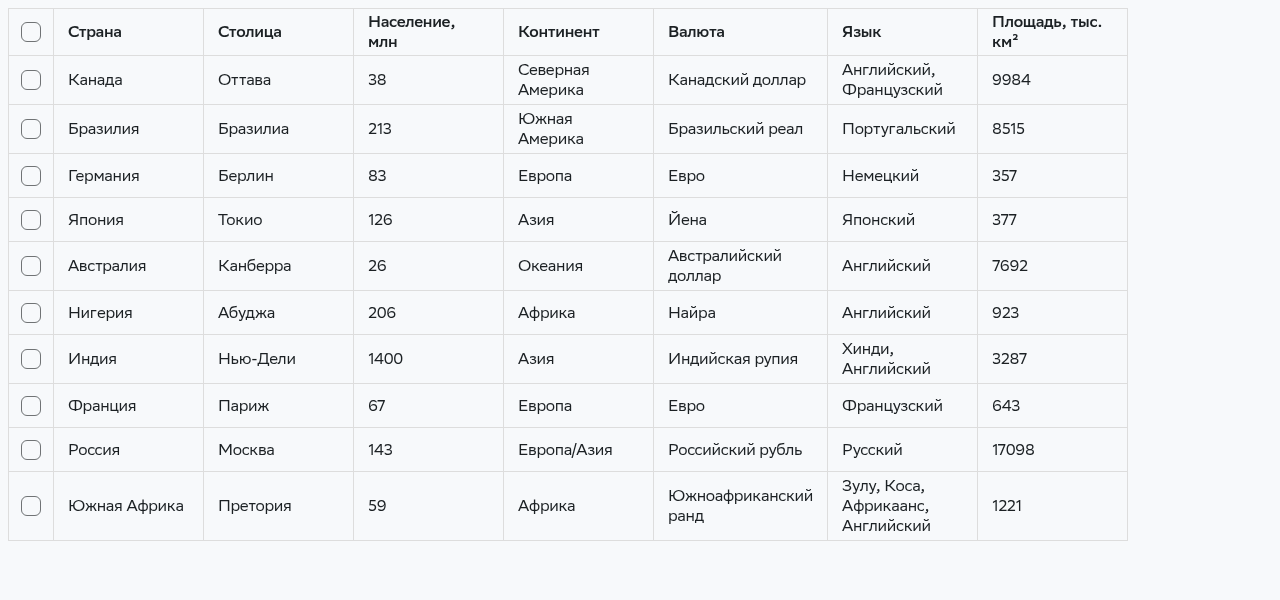 Страна Столица Население, млн Континент Валюта Язык Площадь, тыс. км²
Канада Оттава 38 Северная Америка Канадский доллар Английский, Французский 9984
Бразилия Бразилиа 213 Южная Америка Бразильский реал Португальский 8515
Германия Берлин 83 Европа Евро Немецкий 357
Япония Токио 126 Азия Йена Японский 377
Австралия Канберра 26 Океания Австралийский доллар Английский 7692
Нигерия Абуджа 206 Африка Найра Английский 923
Индия Нью-Дели 1400 Азия Индийская рупия Хинди, Английский 3287
Франция Париж 67 Европа Евро Французский 643
Россия Москва 143 Европа/Азия Российский рубль Русский 17098
Южная Африка Претория 59 Африка Южноафриканский ранд Зулу, Коса, Африкаанс, Английский 1221